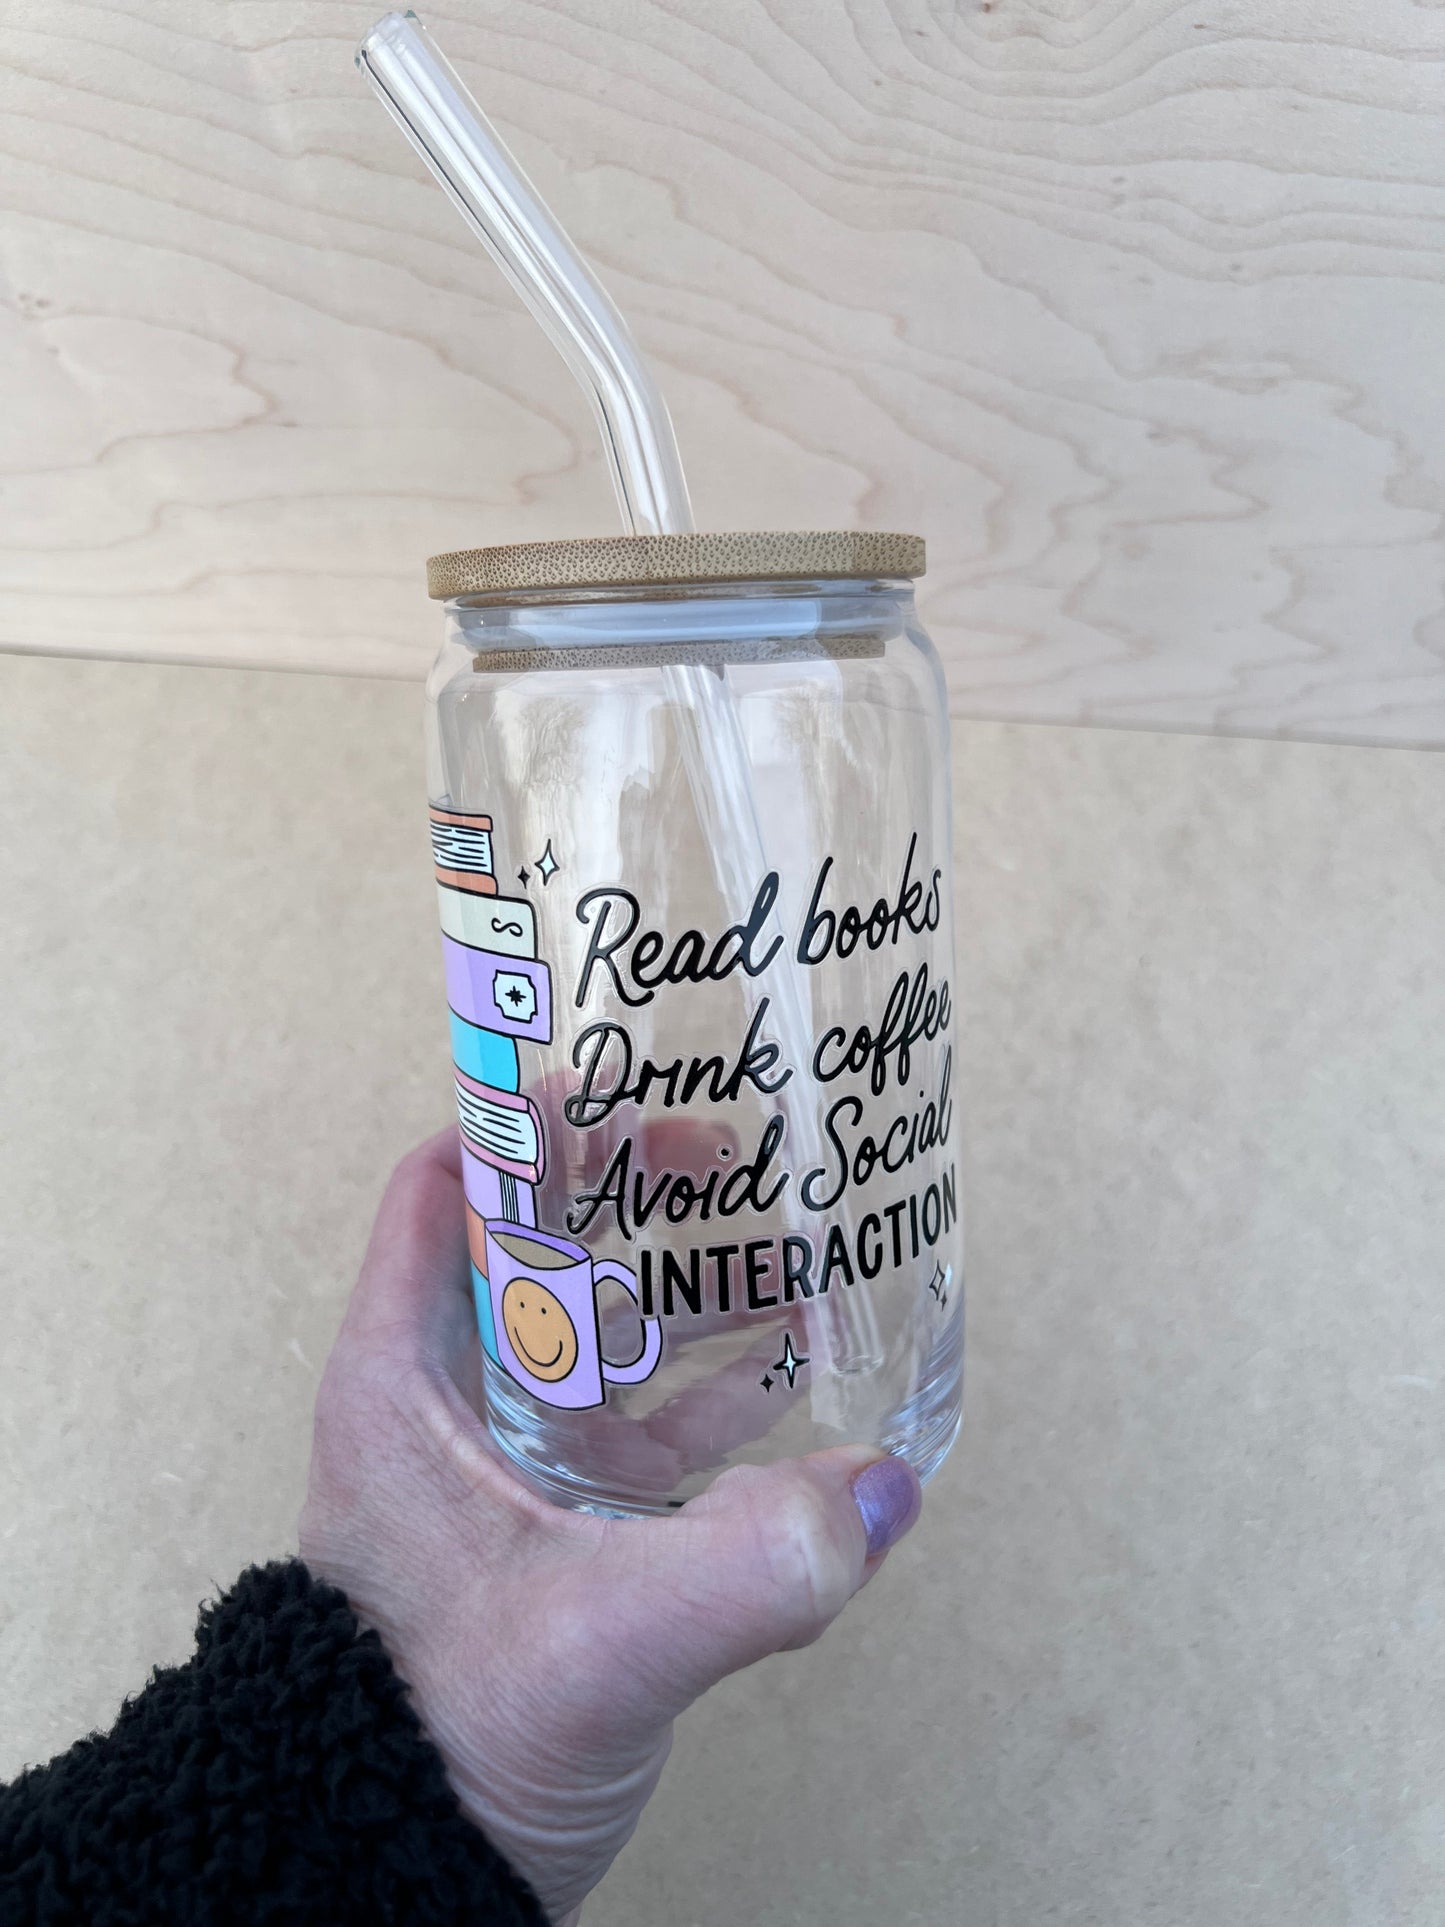 Read books
Drink coffee
Avoid Social
INTERACTION